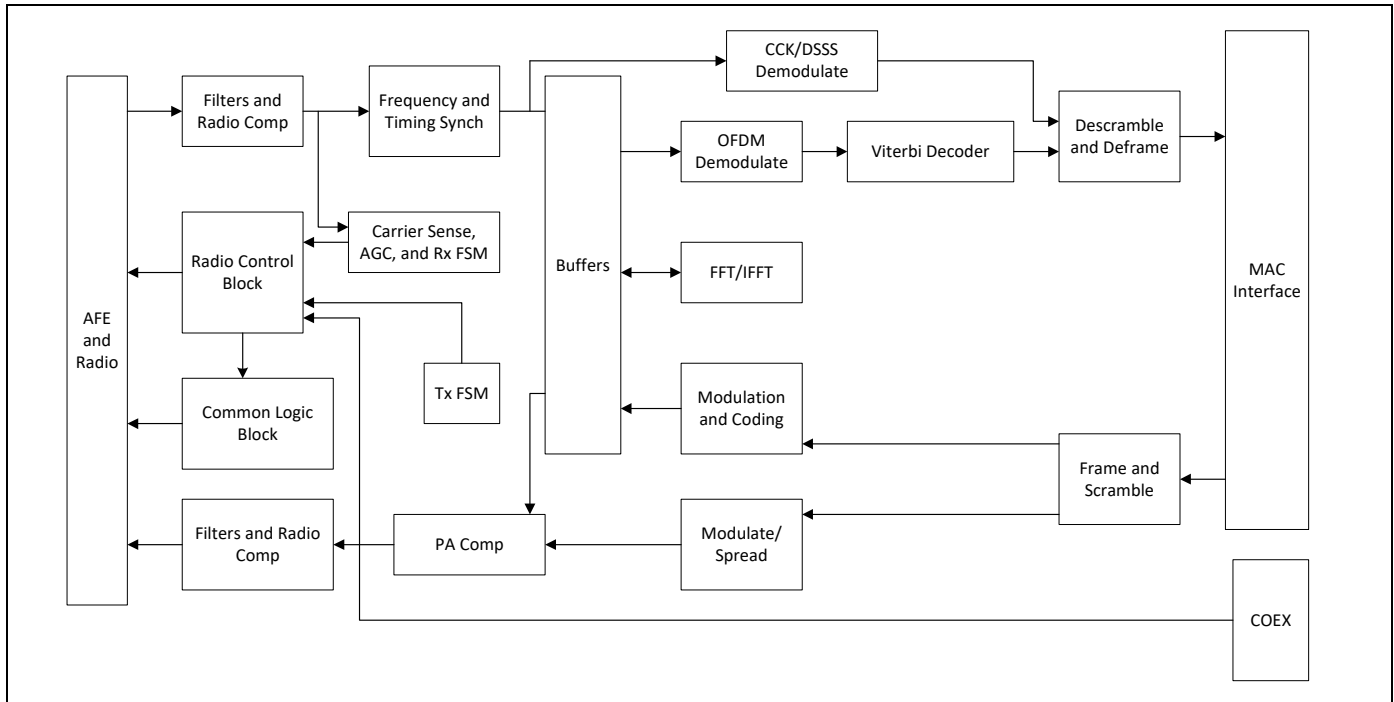 CCK/DSSS
Demodulate
Filters and
Radio Comp
Frequency and
Timing Synch
Descramble
and Deframe
OFDM
Demodulate
Viterbi Decoder
Carrier Sense,
AGC, and Rx FSM
Radio Control
Block
Buffers
FFT/IFFT
MAC
Interface
AFE
and
Radio
Tx FSM
Modulation
and Coding
Common Logic
Block
Frame and
Scramble
Filters and Radio
Comp
PA Comp
Modulate/
Spread
COEX